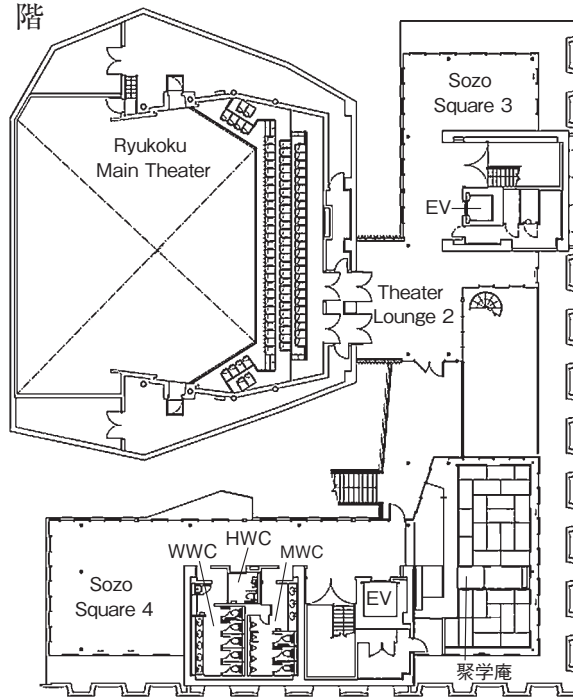 階
Sozo
Square 3
Ryukoku
Main Theater
EV
Theater
Lounge 2
HWC
WWC
MWC
Sozo
Square 4
EV
聚学庵